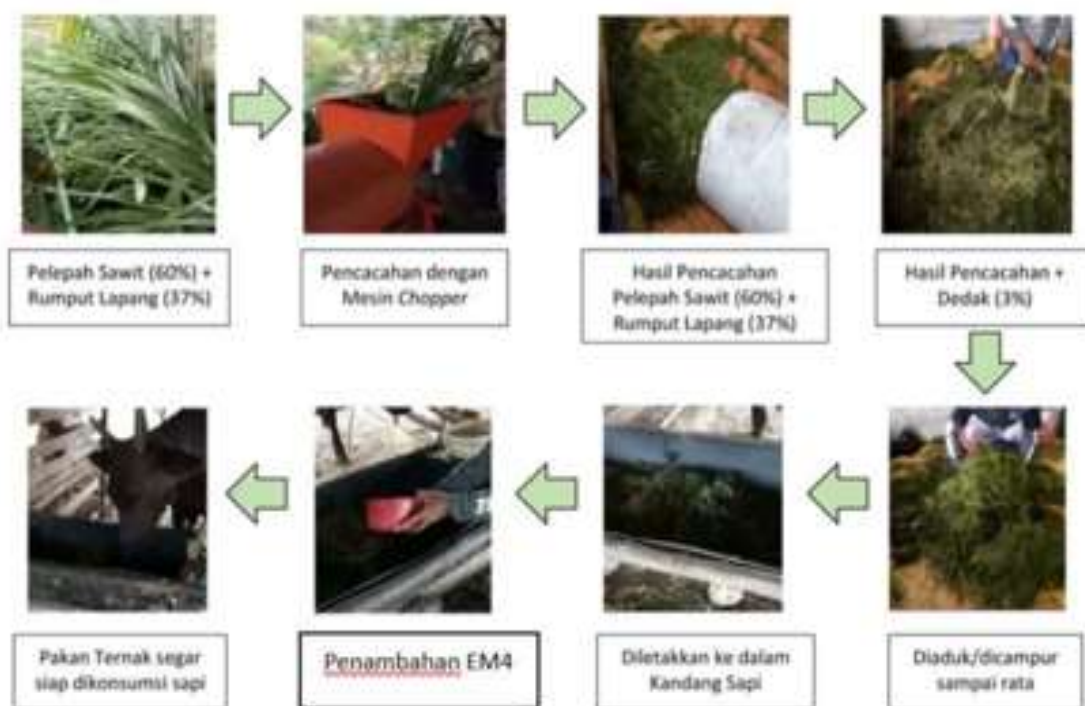 Pelepah Sawit (60%) +
Rumput Lapang (37%)
Pencacahan dengan
Mesin Chopper
Hasil Pencacahan
Pelepah Sawit (60%) +
Rumput Lapang (37%)
Hasil Pencacahan +
Dedak (3%)
Diaduk/dicampur
sampai rata
Diletakkan ke dalam
Kandang Sapi
Penambahan EM4
Pakan Ternak segar
siap dikonsumsi sapi